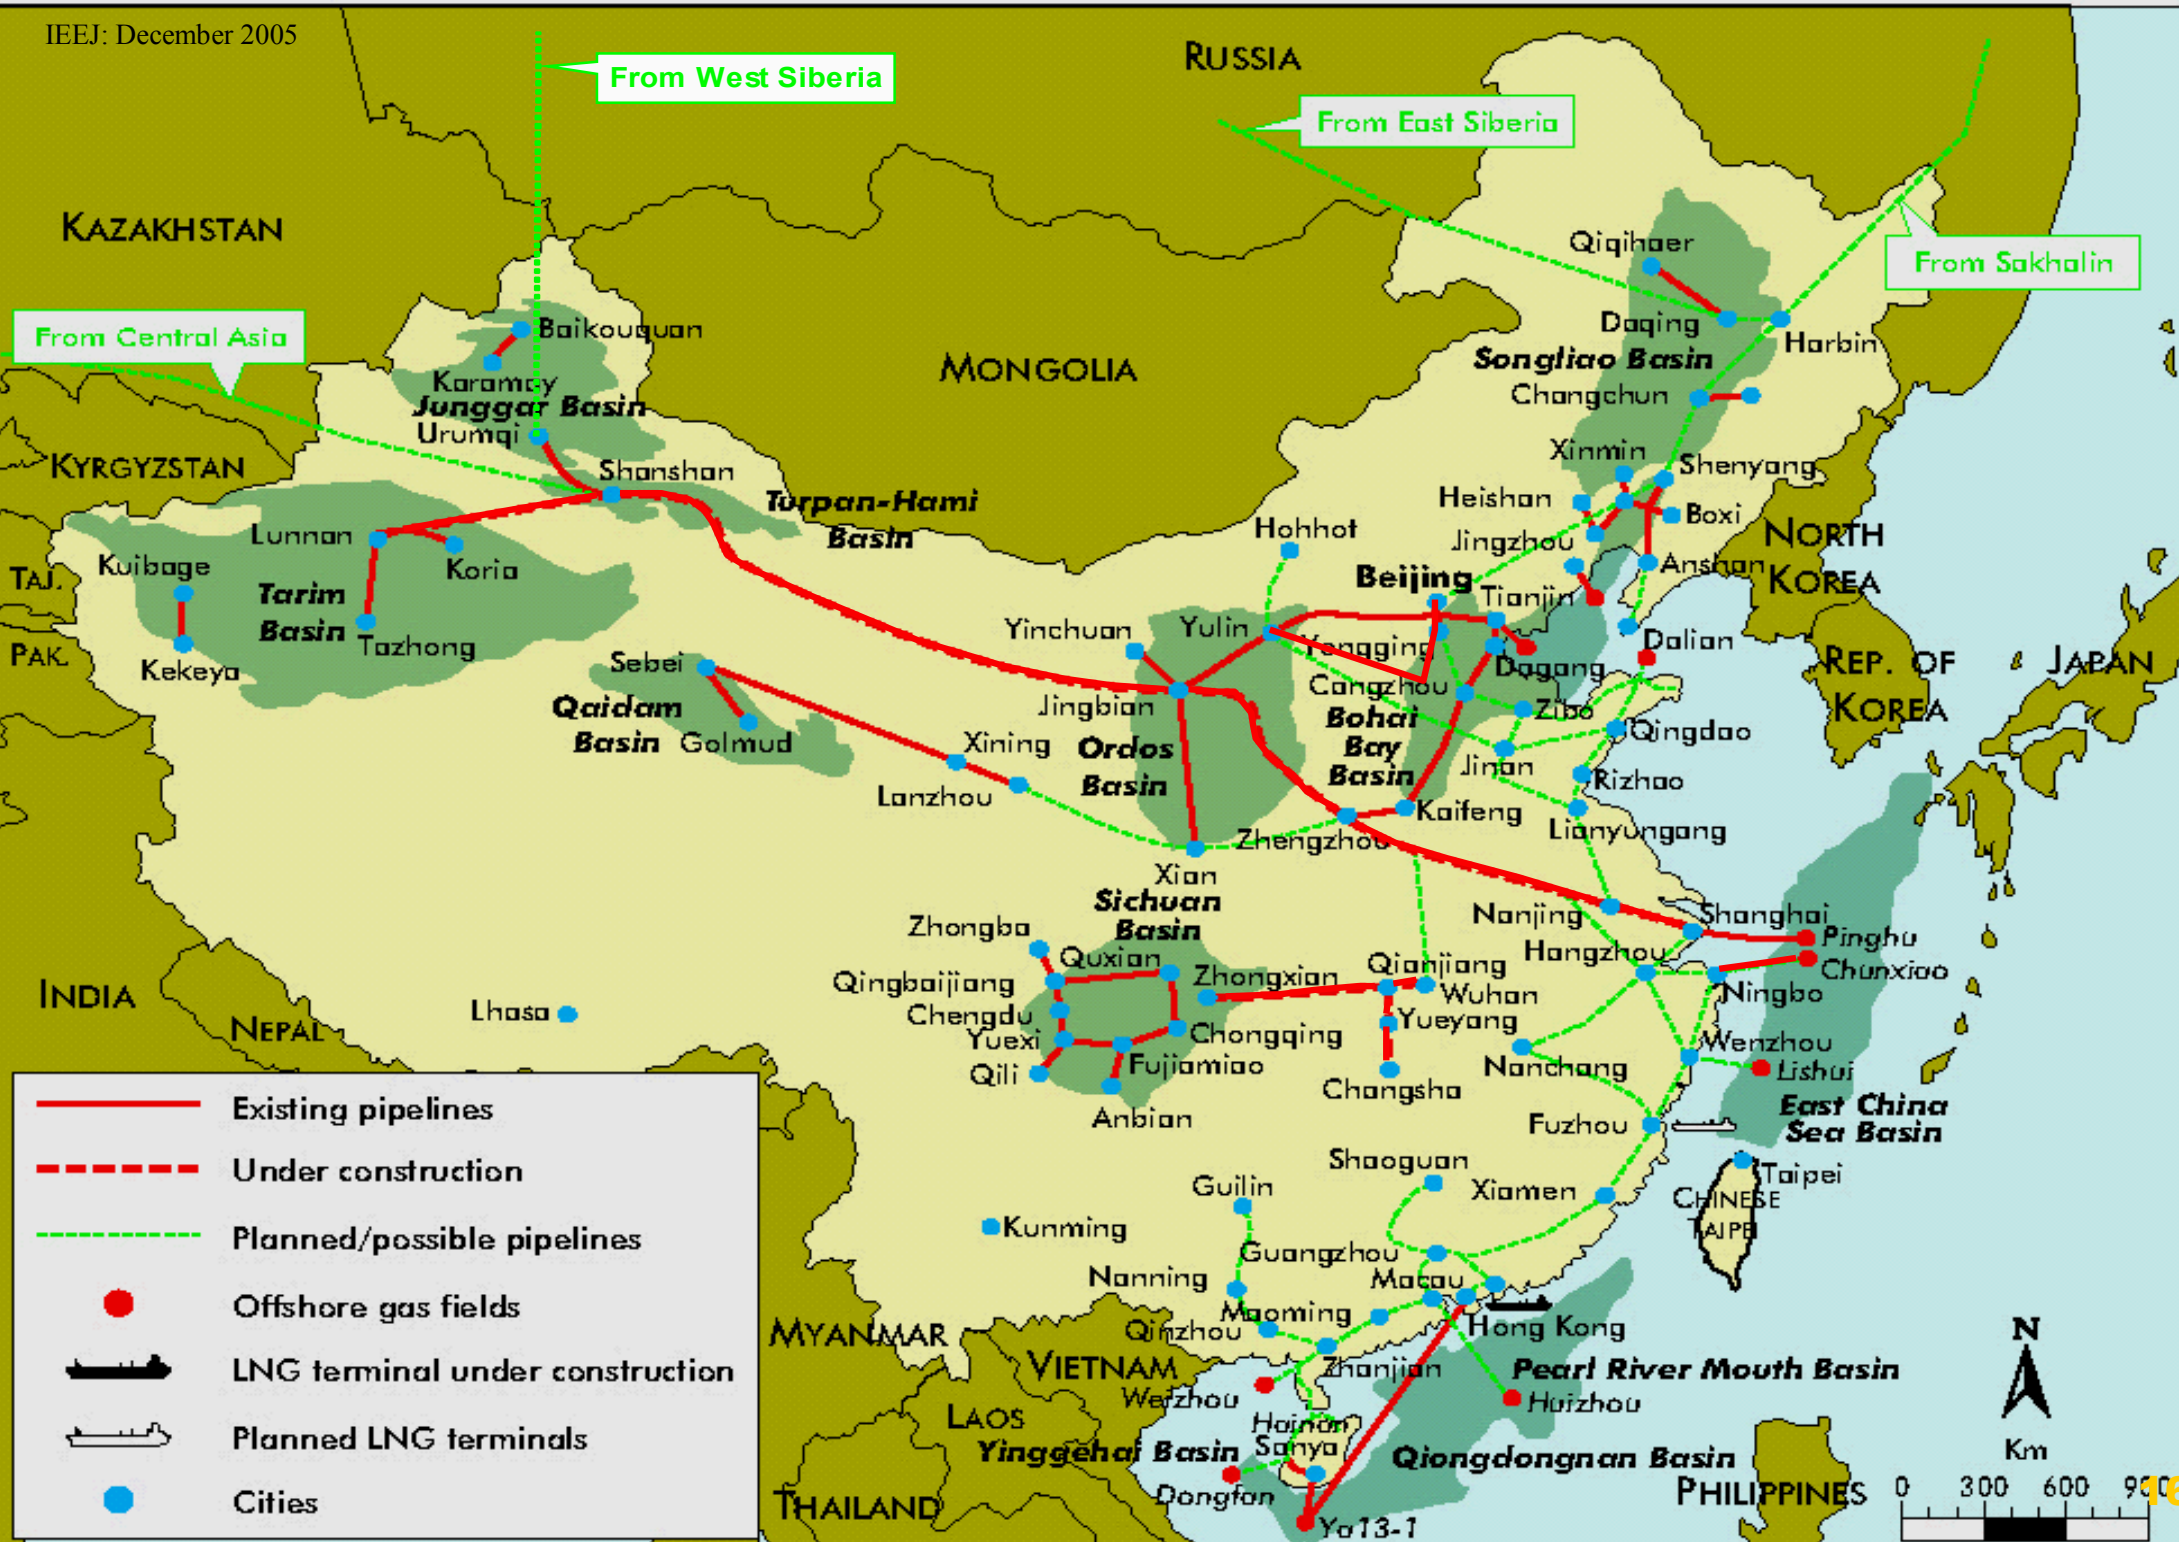 IEEJ: December 2005
RUSSIA
From West Siberia
From East Siberia
KAZAKHSTAN
Qiqihaer
From Sakhalin
From Central Asia
Baikouquan
Daqing
Harbin
Songliao Basin
MONGOLIA
Karamay
Junggar Basin
Changchun
Urumqi
KYRGYZSTAN
Shanshan
Xinmin
Shenyang
Turpan-Hami
Basin
Heishan
Boxi
Hohhot
Lunnan
Jingzhou
NORTH
KOREA
Kuibage
Koria
Anshan
TAJ.
Beijing
Tianjin
Tarim
Basin
Yinchuan
Yulin
Yongqing
Dalian
PAK.
Tazhong
Sebei
Dagang
REP. OF
KOREA
JAPAN
Kekeya
Cangzhou
Jingbian
Qaidam
Basin
Golmud
Bohai
Bay
Basin
Zibo
Qingdao
Xining
Ordos
Basin
Jinan
Rizhao
Lanzhou
Kaifeng
Zhengzhou
Lianyungang
Xian
Sichuan
Basin
Nanjing
Shanghai
Zhongba
Pinghu
Quxian
Hangzhou
Chunxiao
Zhongxian
Qianjiang
Qingbaijiang
Wuhan
Ningbo
INDIA
Lhasa
Chengdu
Yueyang
NEPAL
Yuexi
Chongqing
Wenzhou
Qili
Fujiamiao
Nanchang
Lishui
Changsha
Anbian
East China
Sea Basin
Fuzhou
Shaoguan
Taipei
Guilin
Xiamen
CHINESE
TAIPEI
Kunming
Guangzhou
Nanning
Macau
Maoming
Qinzhou
Hong Kong
MYANMAR
VIETNAM
Zhanjian
Pearl River Mouth Basin
Weizhou
Huizhou
LAOS
Hainan
Yinggehai Basin
Sanya
Qiongdongnan Basin
Dongfan
THAILAND
Ya13-1
PHILIPPINES
N
Km
0 300 600 900
16
Existing pipelines
Under construction
Planned/possible pipelines
Offshore gas fields
LNG terminal under construction
Planned LNG terminals
Cities